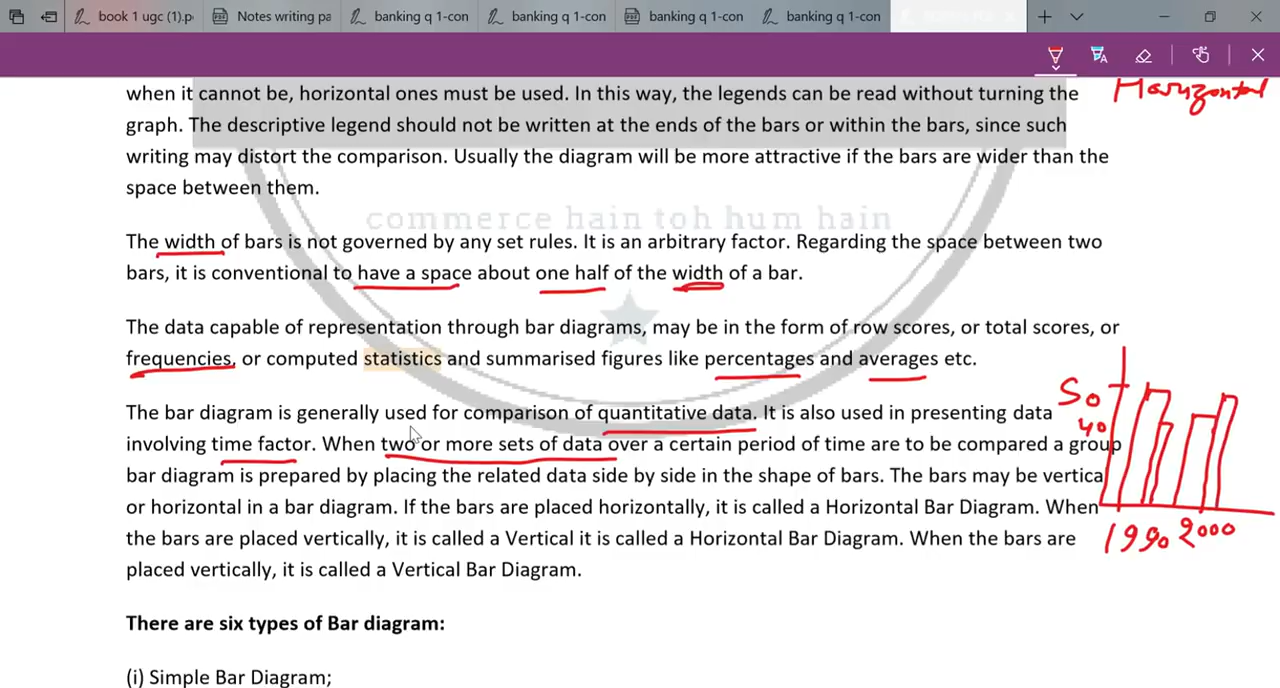 book 1 ugc (1).p
Notes writing pa
banking q 1-con
banking q 1-con
banking q 1-con
banking q 1-con
when it cannot be, horizontal ones must be used. In this way, the legends can be read without turning the
Horizontal
graph. The descriptive legend should not be written at the ends of the bars or within the bars, since such
writing may distort the comparison. Usually the diagram will be more attractive if the bars are wider than the
space between them.
commerce hain toh hum hain
The width of bars is not governed by any set rules. It is an arbitrary factor. Regarding the space between two
bars, it is conventional to have a space about one half of the width of a bar.
The data capable of representation through bar diagrams, may be in the form of row scores, or total scores, or
frequencies, or computed statistics and summarised figures like percentages and averages etc.
50
The bar diagram is generally used for comparison of quantitative data. It is also used in presenting data
40
involving time factor. When two or more sets of data over a certain period of time are to be compared a group
bar diagram is prepared by placing the related data side by side in the shape of bars. The bars may be vertica
or horizontal in a bar diagram. If the bars are placed horizontally, it is called a Horizontal Bar Diagram. When
the bars are placed vertically, it is called a Vertical it is called a Horizontal Bar Diagram. When the bars are
1990 2000
placed vertically, it is called a Vertical Bar Diagram.
There are six types of Bar diagram:
(i) Simple Bar Diagram;